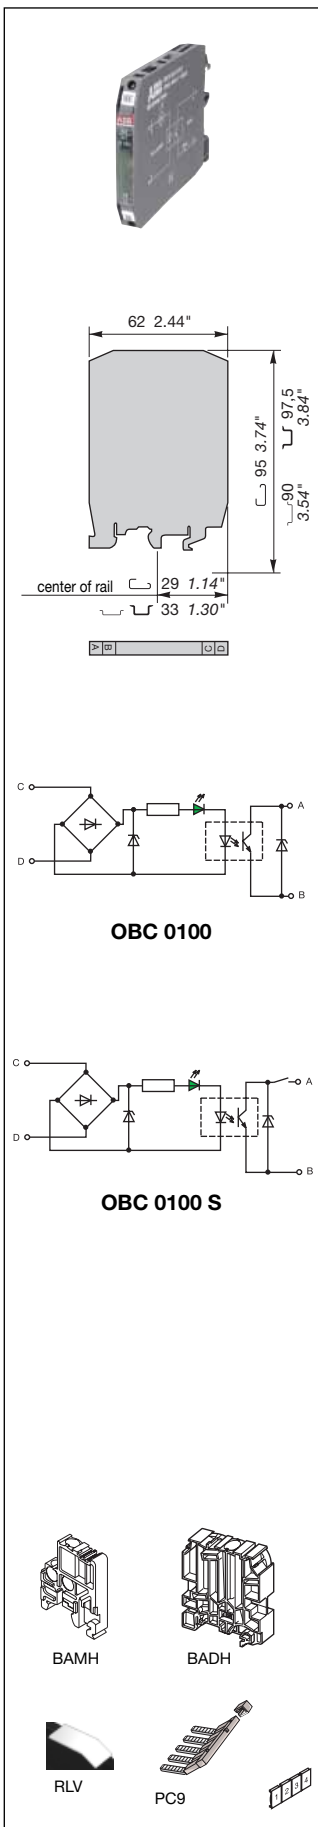 ABB
62 2.44"
95 3.74"
97,5
3.84"
90
3.54"
center of rail 29 1.14"
33 1.30"
A B C D
C
D
A
B
OBC 0100
C
D
A
B
OBC 0100 S
BAMH BADH
RLV PC9
1 2 3 4